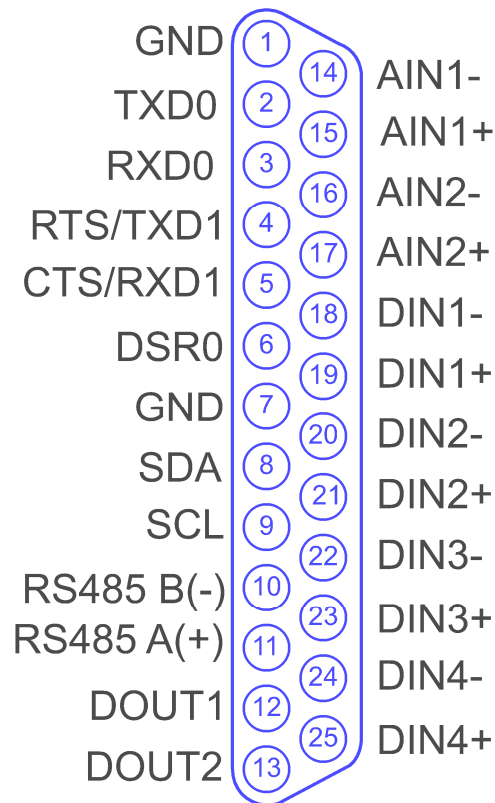 GND 1
14 AIN1-
TXD0 2
15 AIN1+
RXD0 3
16 AIN2-
RTS/TXD1 4
17 AIN2+
CTS/RXD1 5
18 DIN1-
DSR0 6
19 DIN1+
GND 7
20 DIN2-
SDA 8
21 DIN2+
SCL 9
22 DIN3-
RS485 B(-) 10
23 DIN3+
RS485 A(+) 11
24 DIN4-
DOUT1 12
25 DIN4+
DOUT2 13